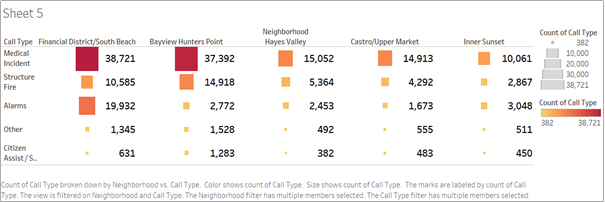 Sheet 5
Neighborhood
Call Type Financial District/South Beach Bayview Hunters Point Hayes Valley Castro/Upper Market Inner Sunset
Medical Incident 38,721 37,392 15,052 14,913 10,061
Structure Fire 10,585 14,918 5,364 4,292 2,867
Alarms 19,932 2,772 2,453 1,673 3,048
Other 1,345 1,528 492 555 511
Citizen Assist / S.. 631 1,283 382 483 450
Count of Call Type
382
10,000
20,000
30,000
38,721
Count of Call Type
382 38,721
Count of Call Type broken down by Neighborhood vs. Call Type. Color shows count of Call Type. Size shows count of Call Type. The marks are labeled by count of Call
Type. The view is filtered on Neighborhood and Call Type. The Neighborhood filter has multiple members selected. The Call Type filter has multiple members selected.